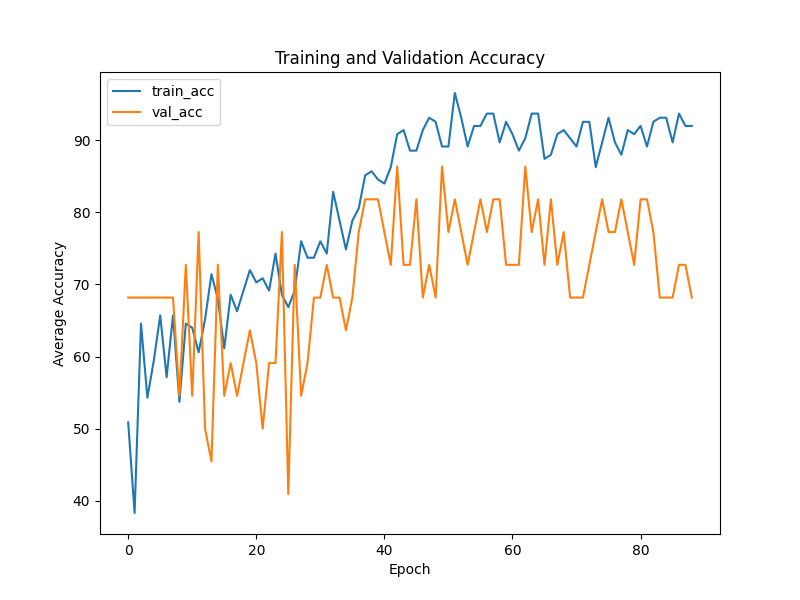 Training and Validation Accuracy
train_acc
val_acc
90
80
70
60
50
40
Average Accuracy
0 20 40 60 80
Epoch